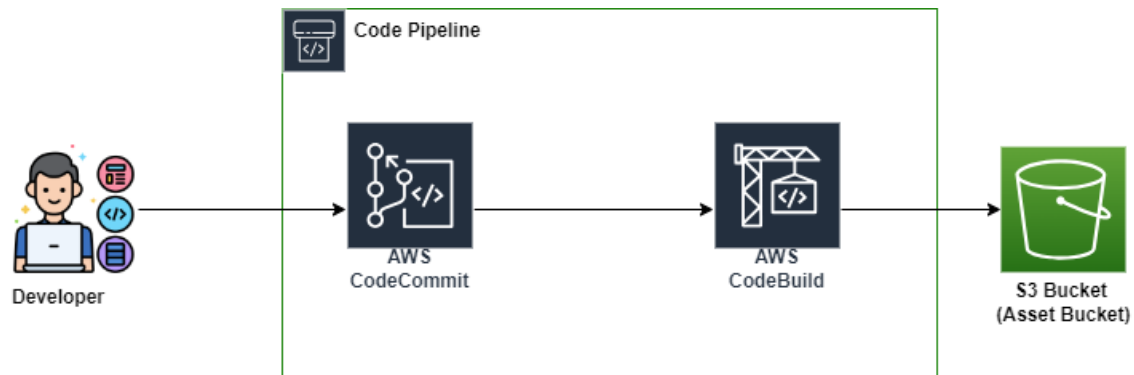 Code Pipeline
</>
</>
</>
</>
AWS
CodeCommit
AWS
CodeBuild
Developer
S3 Bucket
(Asset Bucket)